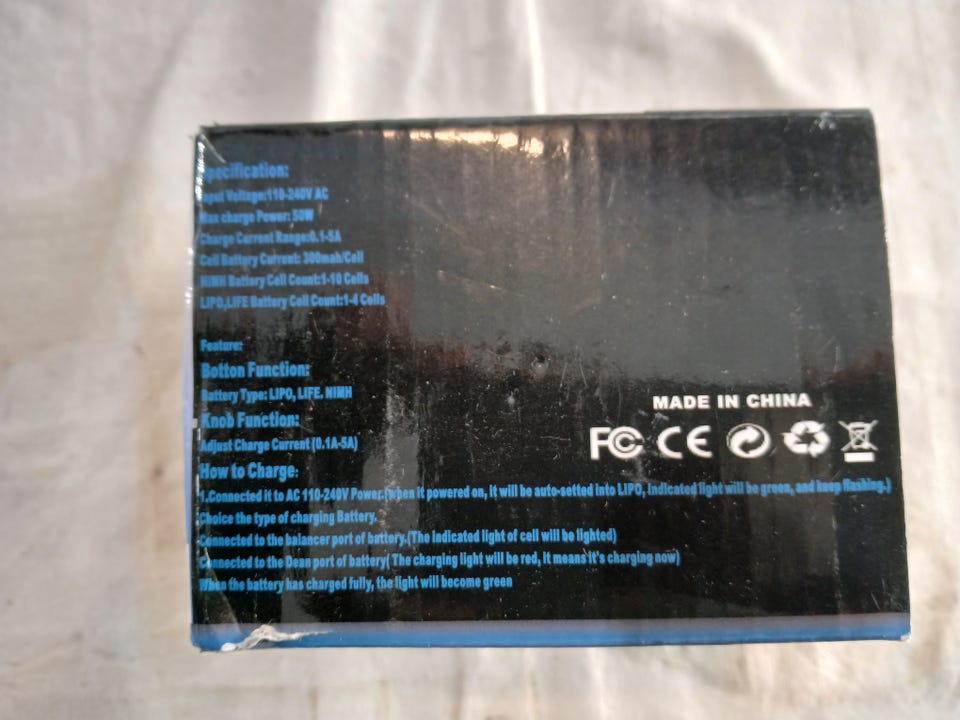 Specification:
Input Voltage:110-240V AC
Max charge Power: 50W
Charge Current Range:0.1-5A
Cell Battery Current: 300mah/Cell
NIMH Battery Cell Count:1-10 Cells
LIPO,LIFE Battery Cell Count:1-4 Cells
Feature:
Botton Function:
Battery Type: LIPO, LIFE. NIMH
Knob Function:
Adjust Charge Current (0.1A-5A)
MADE IN CHINA
FC CE
How to Charge:
1.Connected it to AC 110-240V Power.(when it powered on, it will be auto-setted into LIPO, indicated light will be green, and keep flashing.)
Choice the type of charging Battery.
Connected to the balancer port of battery.(The indicated light of cell will be lighted)
Connected to the Dean port of battery( The charging light will be red, it means it's charging now)
When the battery has charged fully, the light will become green